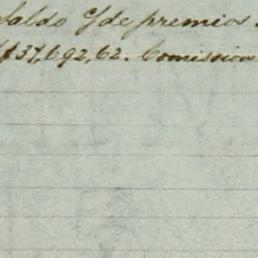 Saldo C/ de premios.
$37,692,62. Comission